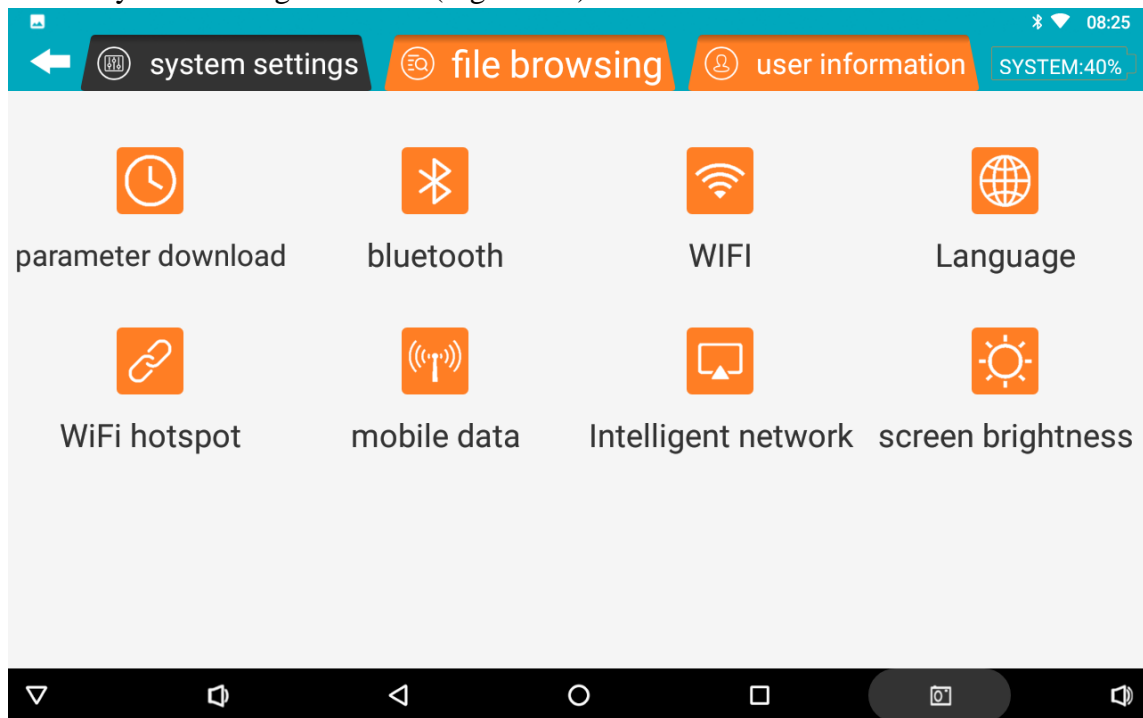 08:25
system settings file browsing user information SYSTEM:40%
parameter download bluetooth WIFI Language
WiFi hotspot mobile data Intelligent network screen brightness